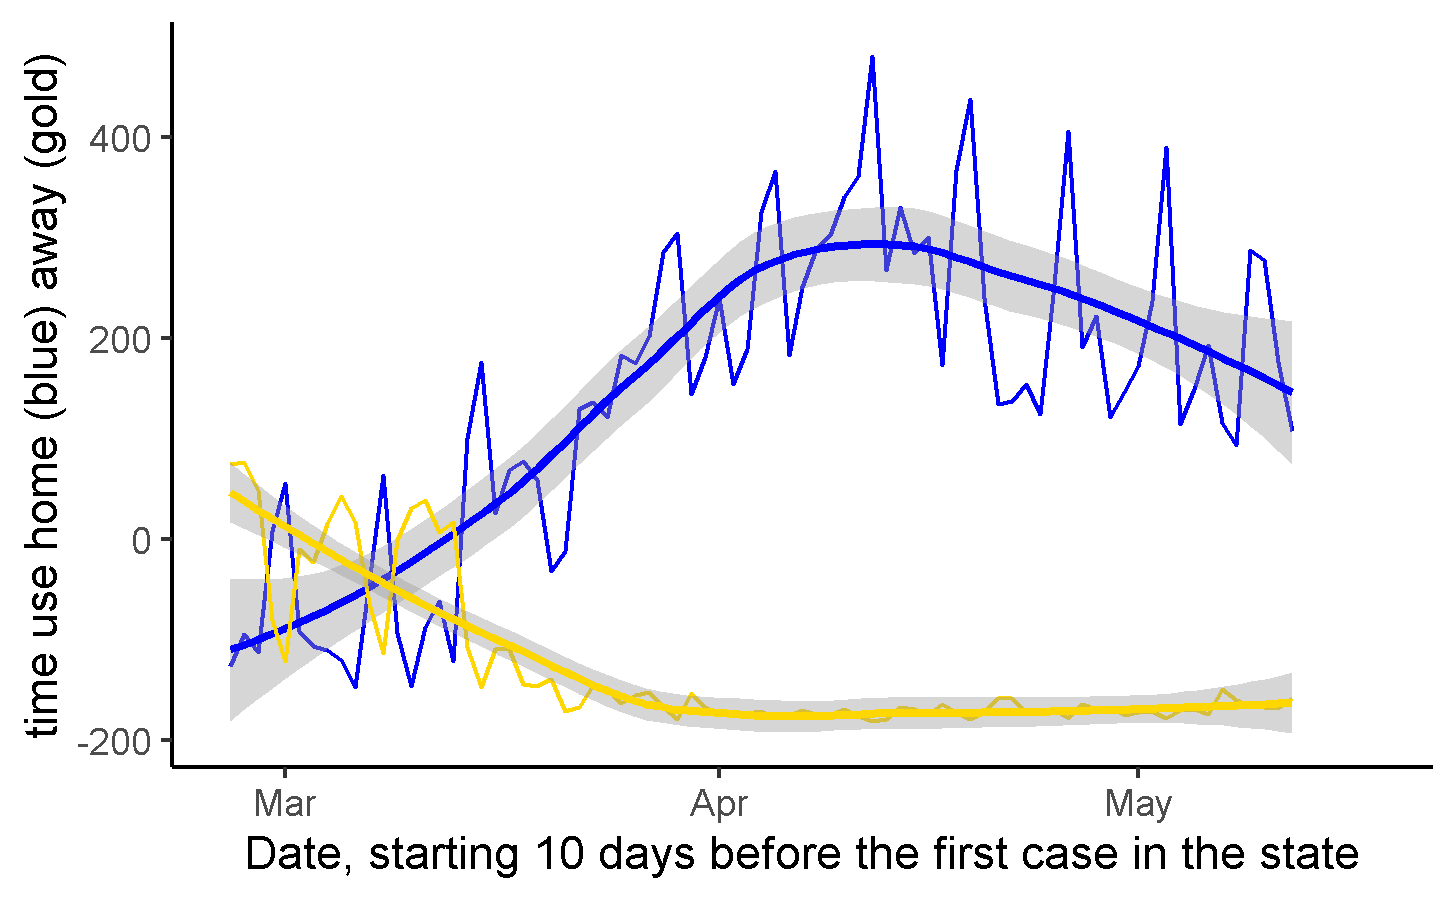 time use home (blue) away (gold)
400
200
0
-200
Mar Apr May
Date, starting 10 days before the first case in the state